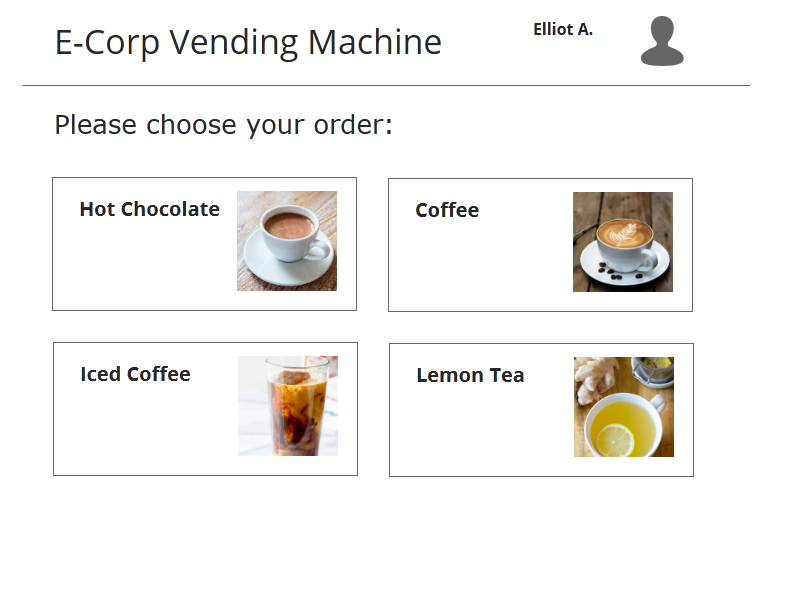 E-Corp Vending Machine
Elliot A.
Please choose your order:
Hot Chocolate
Coffee
Iced Coffee
Lemon Tea